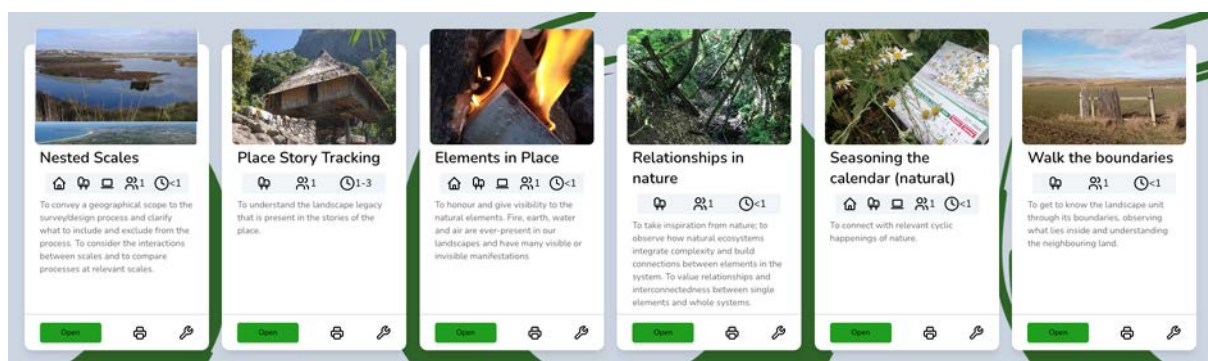 Nested Scales
1 <1
To convey a geographical scope to the
survey/design process and clarify
what to include and exclude from the
process. To consider the interactions
between scales and to compare
processes at relevant scales.
Open
Place Story Tracking
1 1-3
To understand the landscape legacy
that is present in the stories of the
place.
Open
Elements in Place
1 <1
To honour and give visibility to the
natural elements. Fire, earth, water
and air are ever-present in our
landscapes and have many visible or
invisible manifestations
Open
Relationships in
nature
1 <1
To take inspiration from nature; to
observe how natural ecosystems
integrate complexity and build
connections between elements in the
system. To value relationships and
interconnectedness between single
elements and whole systems.
Open
Seasoning the
calendar (natural)
1 <1
To connect with relevant cyclic
happenings of nature.
Open
Walk the boundaries
1 <1
To get to know the landscape unit
through its boundaries, observing
what lies inside and understanding
the neighbouring land.
Open